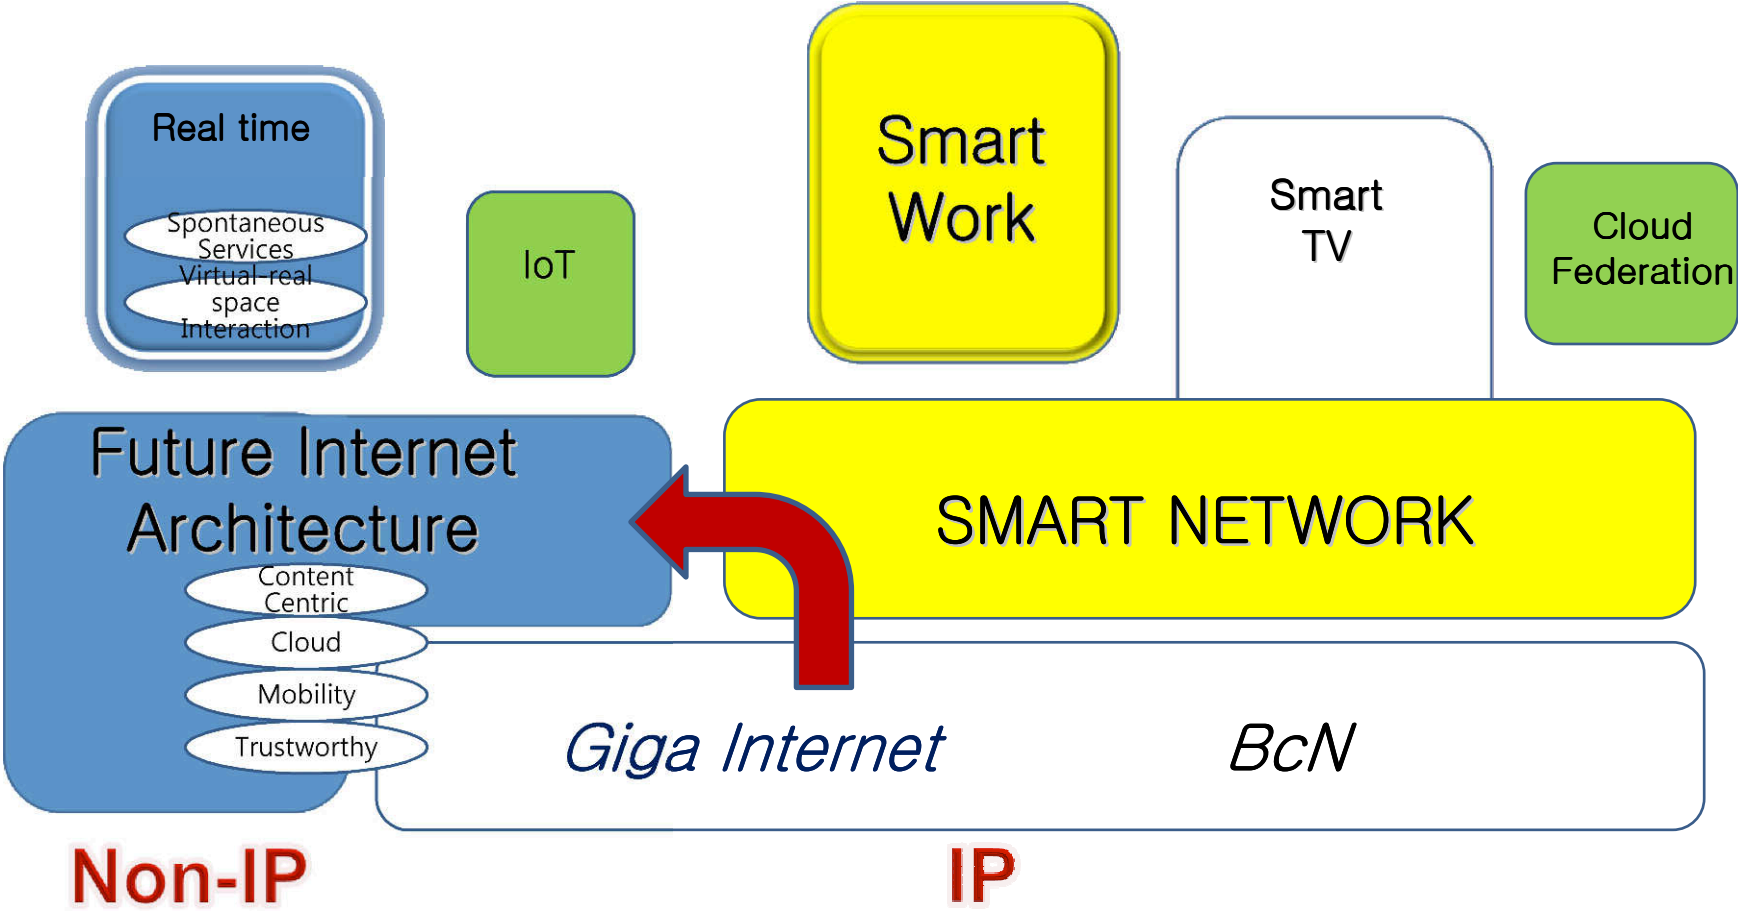 Real time
Spontaneous
Services
Virtual-real
space
Interaction
IoT
Smart
Work
Smart
TV
Cloud
Federation
Future Internet
Architecture
Content
Centric
Cloud
Mobility
Trustworthy
SMART NETWORK
Giga Internet
BcN
Non-IP
IP